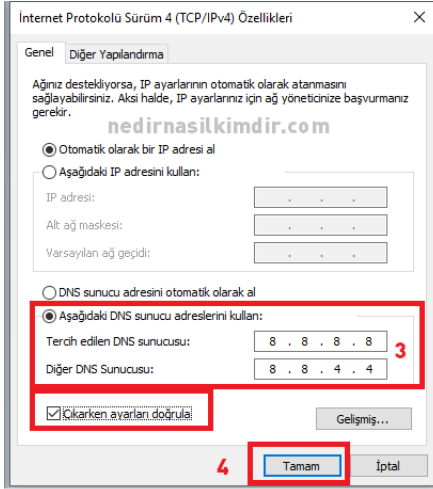 İnternet Protokolü Sürüm 4 (TCP/IPv4) Özellikleri
Genel
Diğer Yapılandırma
Ağınız destekliyorsa, IP ayarlarının otomatik olarak atanmasını
sağlayabilirsiniz. Aksi halde, IP ayarlarınız için ağ yöneticinize başvurmanız
gerekir.
nedirnasilkimdir.com
Otomatik olarak bir IP adresi al
Aşağıdaki IP adresini kullan:
IP adresi:
Alt ağ maskesi:
Varsayılan ağ geçidi:
DNS sunucu adresini otomatik olarak al
Aşağıdaki DNS sunucu adreslerini kullan:
Tercih edilen DNS sunucusu: 8 . 8 . 8 . 8
3
Diğer DNS Sunucusu: 8 . 8 . 4 . 4
Çıkarken ayarları doğrula
Gelişmiş...
4
Tamam
İptal